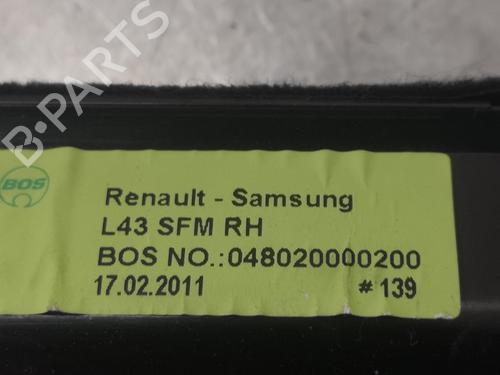 B-PARTS
BOS
Renault - Samsung
L43 SFM RH
BOS NO.:048020000200
17.02.2011 # 139